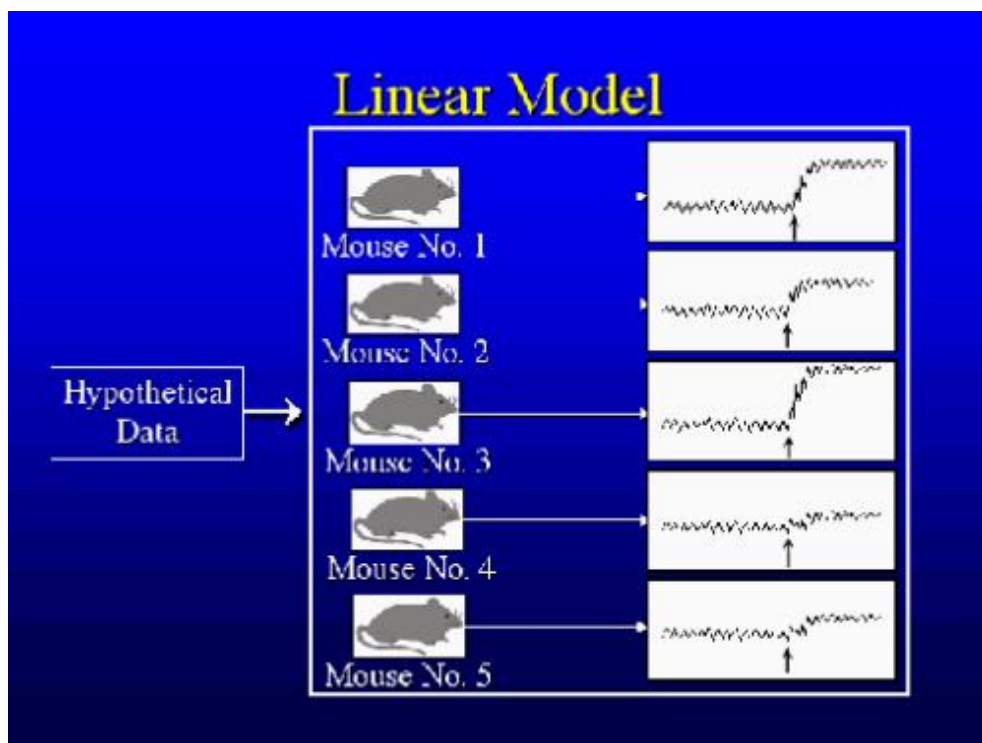 Linear Model
Mouse No. 1
Mouse No. 2
Hypothetical
Data
Mouse No. 3
Mouse No. 4
Mouse No. 5